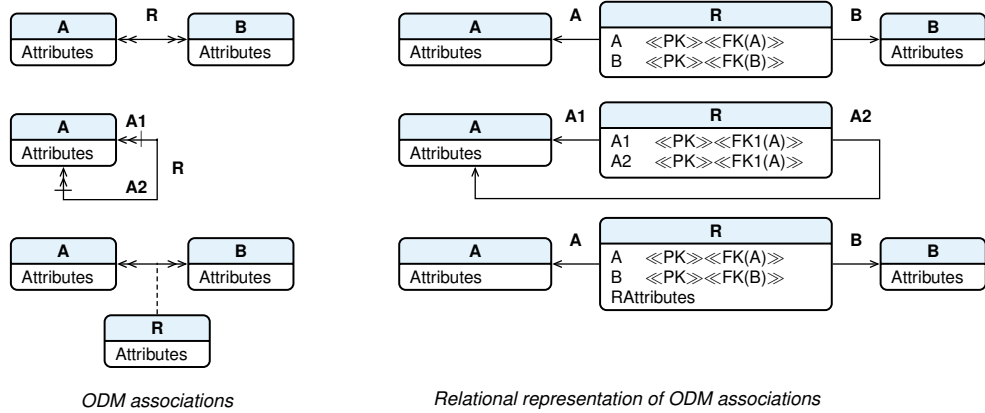 R
A
Attributes
B
Attributes
A
Attributes
A
R
A ≪PK≫≪FK(A)≫
B ≪PK≫≪FK(B)≫
B
B
Attributes
A
Attributes
A1
R
A2
A
Attributes
A1
R
A1 ≪PK≫≪FK1(A)≫
A2 ≪PK≫≪FK1(A)≫
A2
A
Attributes
B
Attributes
R
Attributes
A
Attributes
A
R
A ≪PK≫≪FK(A)≫
B ≪PK≫≪FK(B)≫
RAttributes
B
B
Attributes
ODM associations
Relational representation of ODM associations